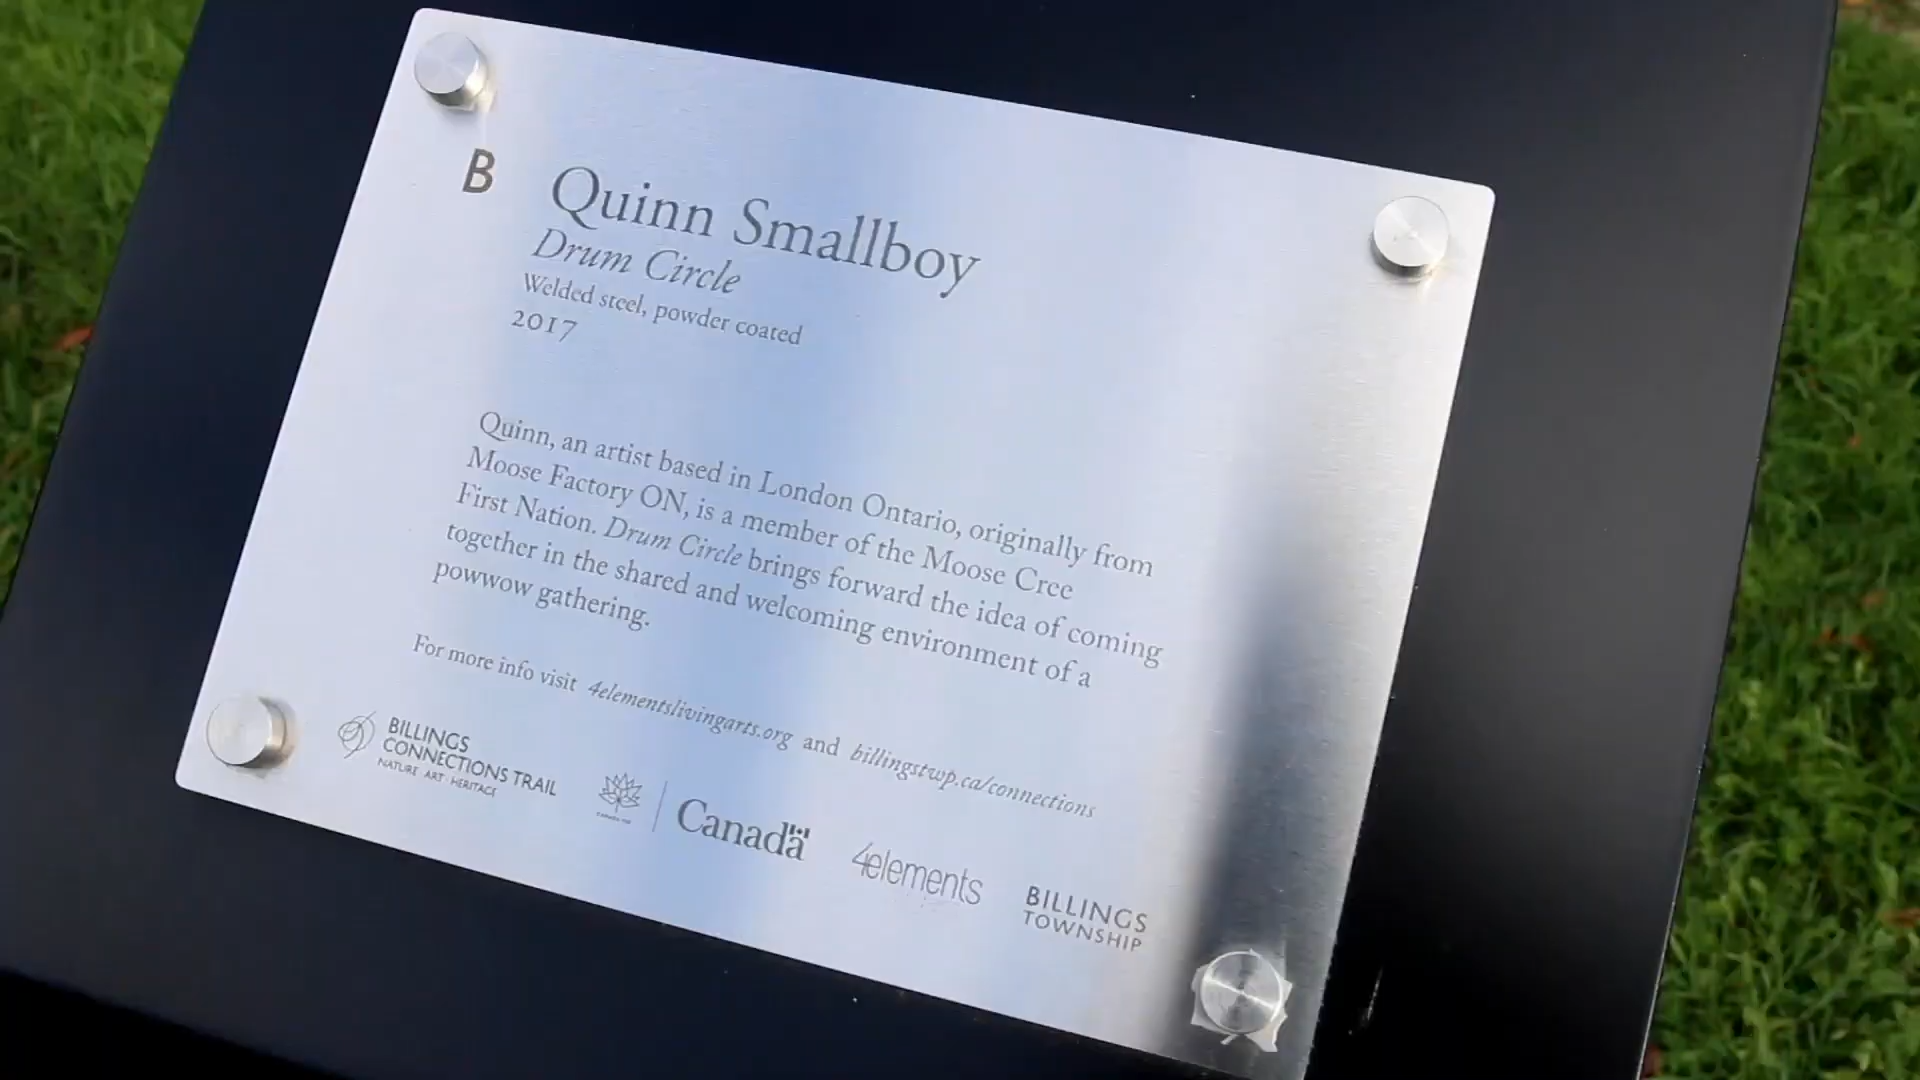 B
Quinn Smallboy
Drum Circle
Welded steel, powder coated
2017
Quinn, an artist based in London Ontario, originally from
Moose Factory ON, is a member of the Moose Cree
First Nation. Drum Circle brings forward the idea of coming
together in the shared and welcoming environment of a
powwow gathering.
For more info visit 4elementslivingarts.org and billingstwp.ca/connections
BILLINGS
CONNECTIONS TRAIL
NATURE ART · HERITAGE
Canada
4elements
BILLINGS
TOWNSHIP